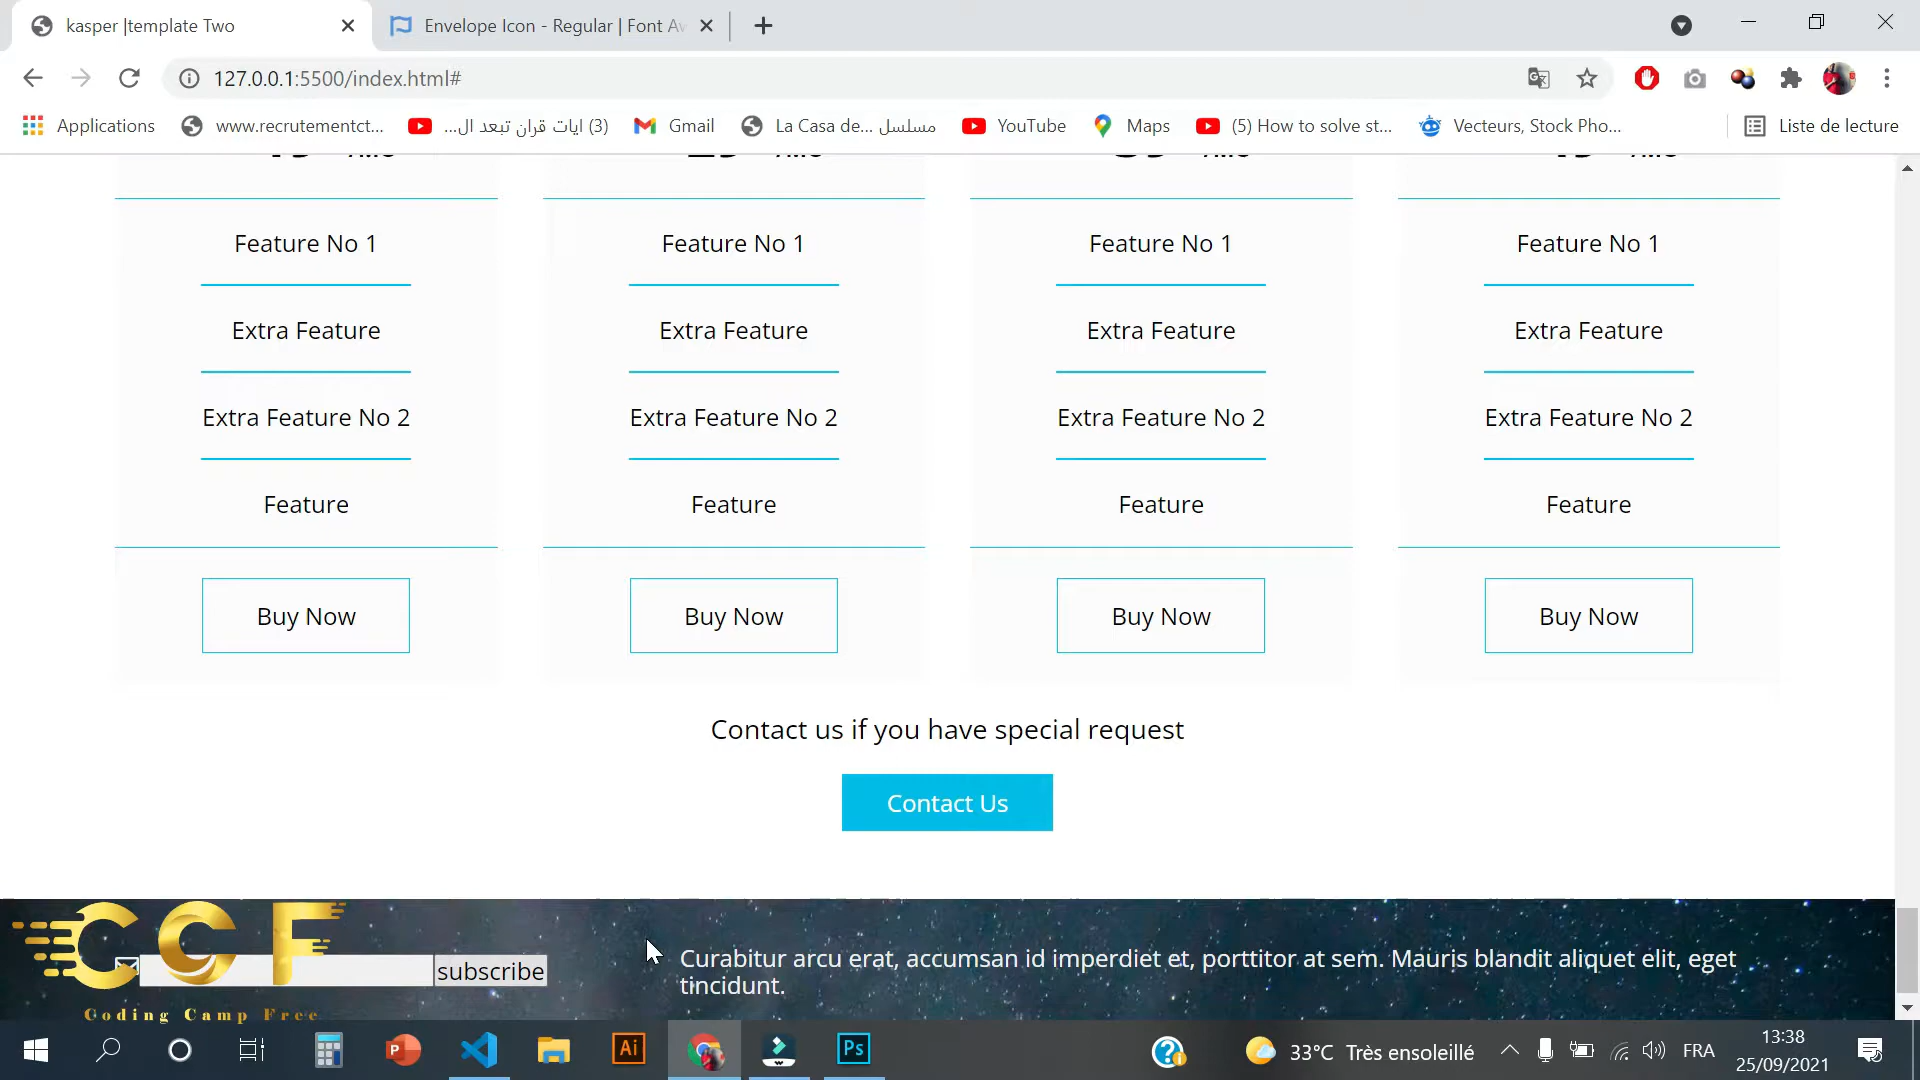 kasper |template Two
Envelope Icon - Regular | Font Aw
127.0.0.1:5500/index.html#
Applications
www.recrutementct...
(3) ايات قران تبعد ال...
Gmail
La Casa de... مسلسل
YouTube
Maps
(5) How to solve st...
Vecteurs, Stock Pho...
Liste de lecture
Feature No 1 Feature No 1 Feature No 1 Feature No 1
Extra Feature Extra Feature Extra Feature Extra Feature
Extra Feature No 2 Extra Feature No 2 Extra Feature No 2 Extra Feature No 2
Feature Feature Feature Feature
Buy Now Buy Now Buy Now Buy Now
Contact us if you have special request
Contact Us
CCF
Coding Camp Free
subscribe
Curabitur arcu erat, accumsan id imperdiet et, porttitor at sem. Mauris blandit aliquet elit, eget
tincidunt.
P
Ai
Ps
33°C Très ensoleillé
FRA
13:38
25/09/2021